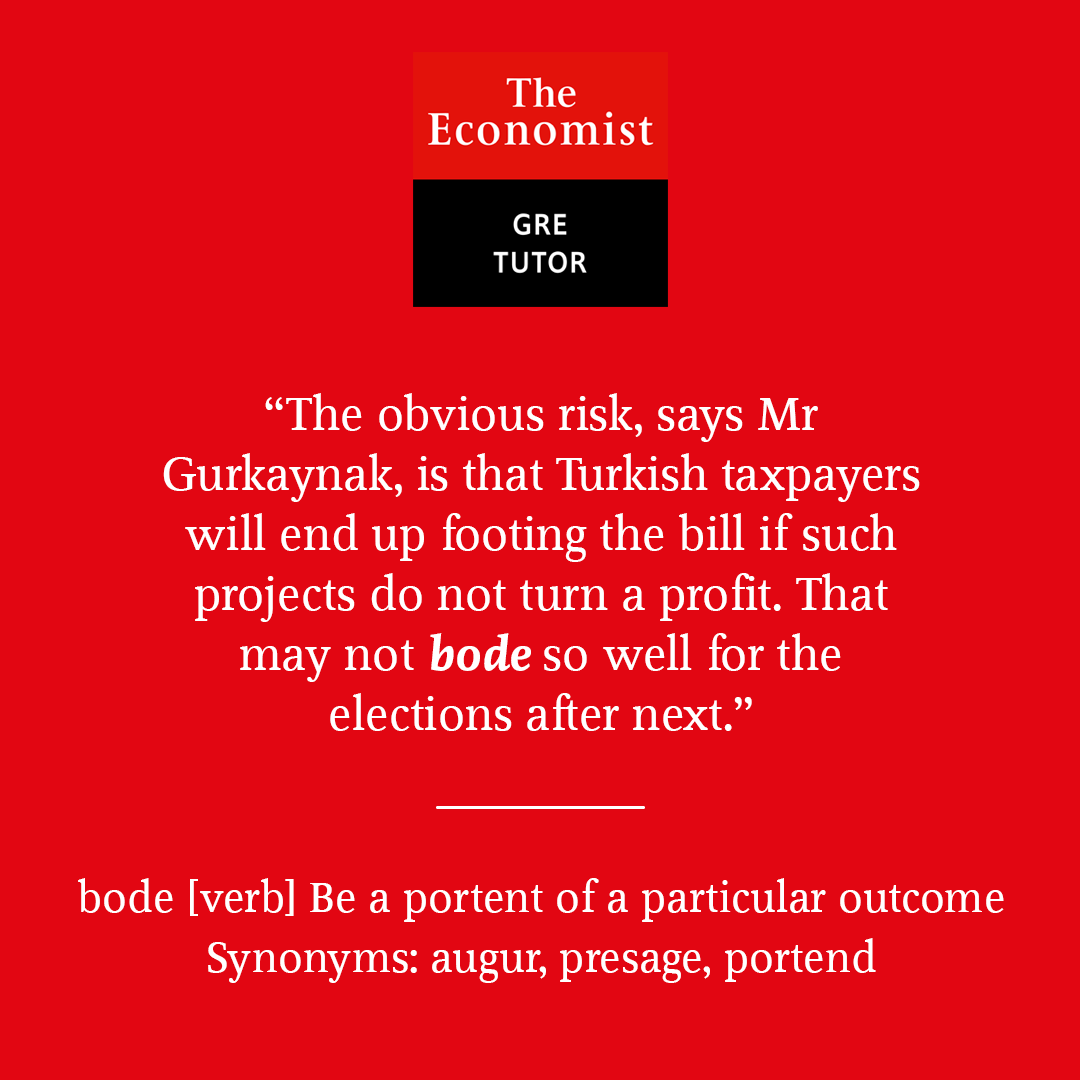 The
Economist
GRE
TUTOR
“The obvious risk, says Mr
Gurkaynak, is that Turkish taxpayers
will end up footing the bill if such
projects do not turn a profit. That
may not bode so well for the
elections after next.”
bode [verb] Be a portent of a particular outcome
Synonyms: augur, presage, portend